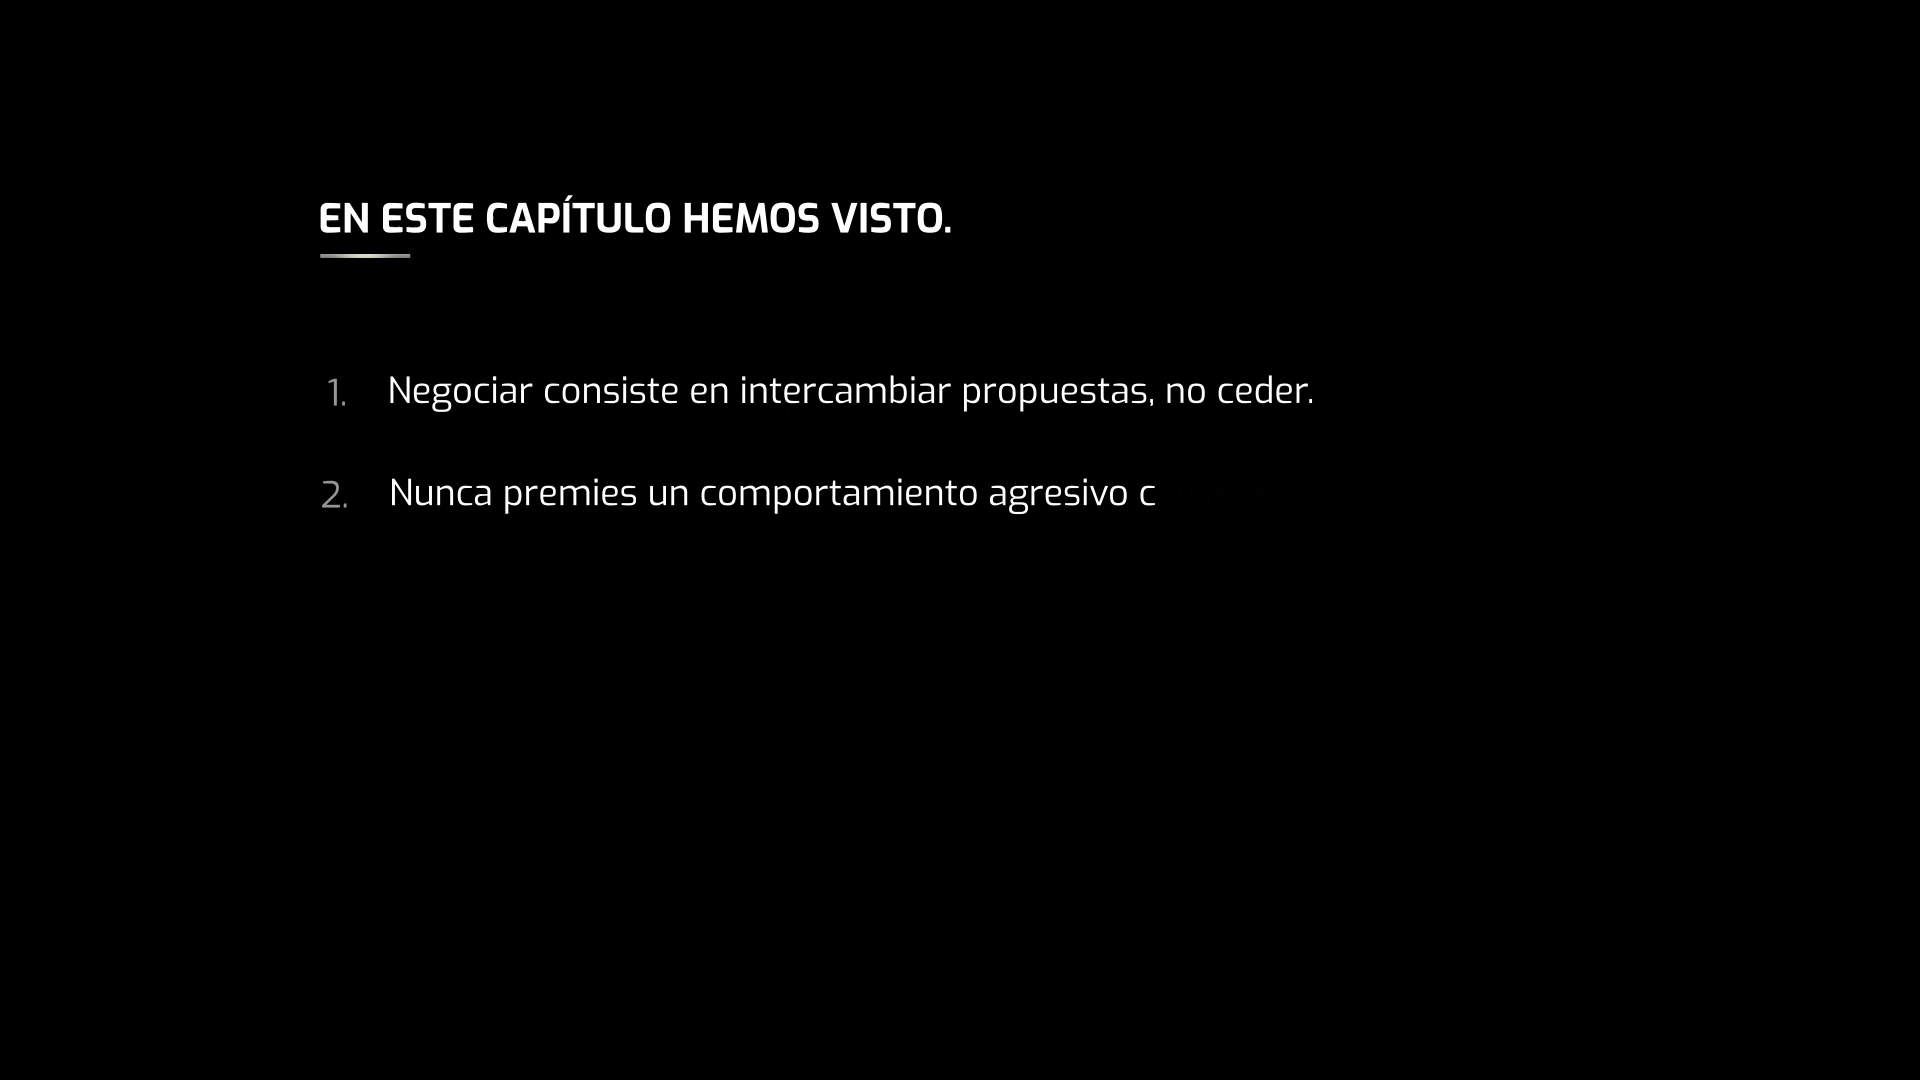 EN ESTE CAPÍTULO HEMOS VISTO.
1. Negociar consiste en intercambiar propuestas, no ceder.
2. Nunca premies un comportamiento agresivo c